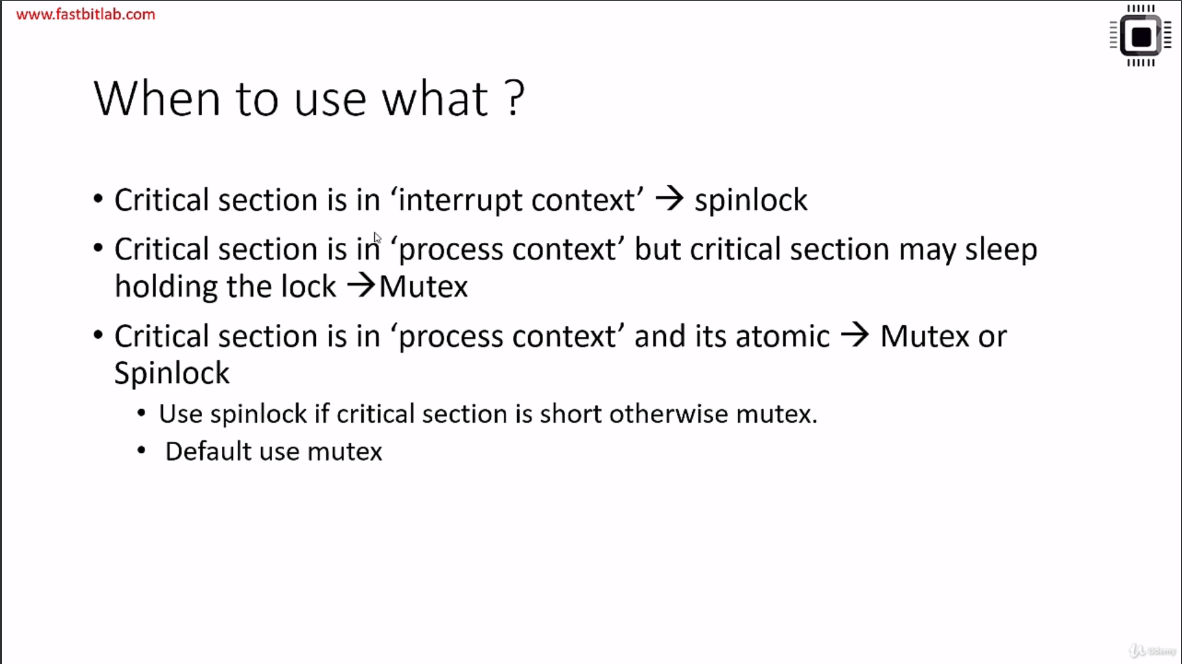 www.fastbitlab.com
When to use what ?
• Critical section is in ‘interrupt context’ → spinlock
• Critical section is in ‘process context’ but critical section may sleep
holding the lock →Mutex
• Critical section is in ‘process context’ and its atomic → Mutex or
Spinlock
• Use spinlock if critical section is short otherwise mutex.
• Default use mutex
Udemy